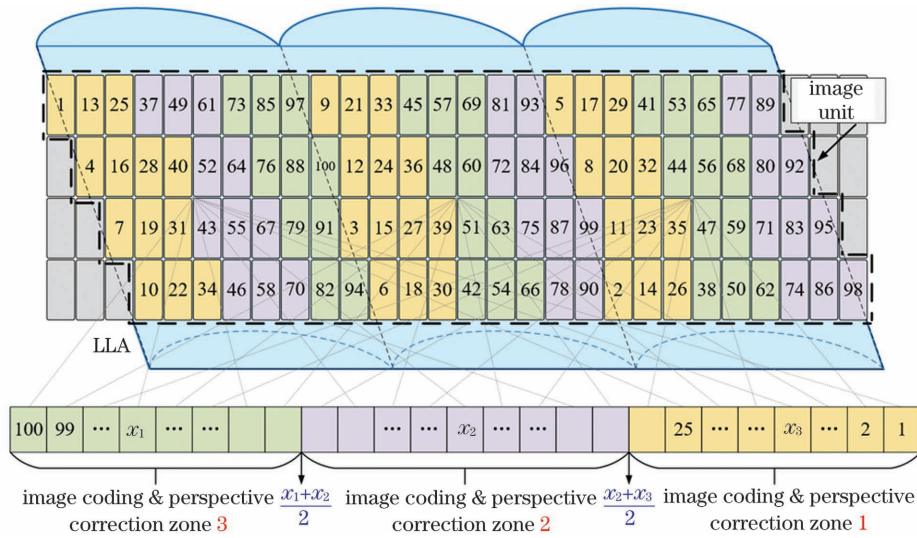 1 13 25 37 49 61 73 85 97 9 21 33 45 57 69 81 93 5 17 29 41 53 65 77 89
image
unit
4 16 28 40 52 64 76 88 100 12 24 36 48 60 72 84 96 8 20 32 44 56 68 80 92
7 19 31 43 55 67 79 91 3 15 27 39 51 63 75 87 99 11 23 35 47 59 71 83 95
10 22 34 46 58 70 82 94 6 18 30 42 54 66 78 90 2 14 26 38 50 62 74 86 98
LLA
100 99 ··· x₁ ··· ··· ··· ··· x₂ ··· ··· 25 ··· ··· x₃ ··· 2 1
image coding & perspective
correction zone 3
x₁+x₂
2
image coding & perspective
correction zone 2
x₂+x₃
2
image coding & perspective
correction zone 1